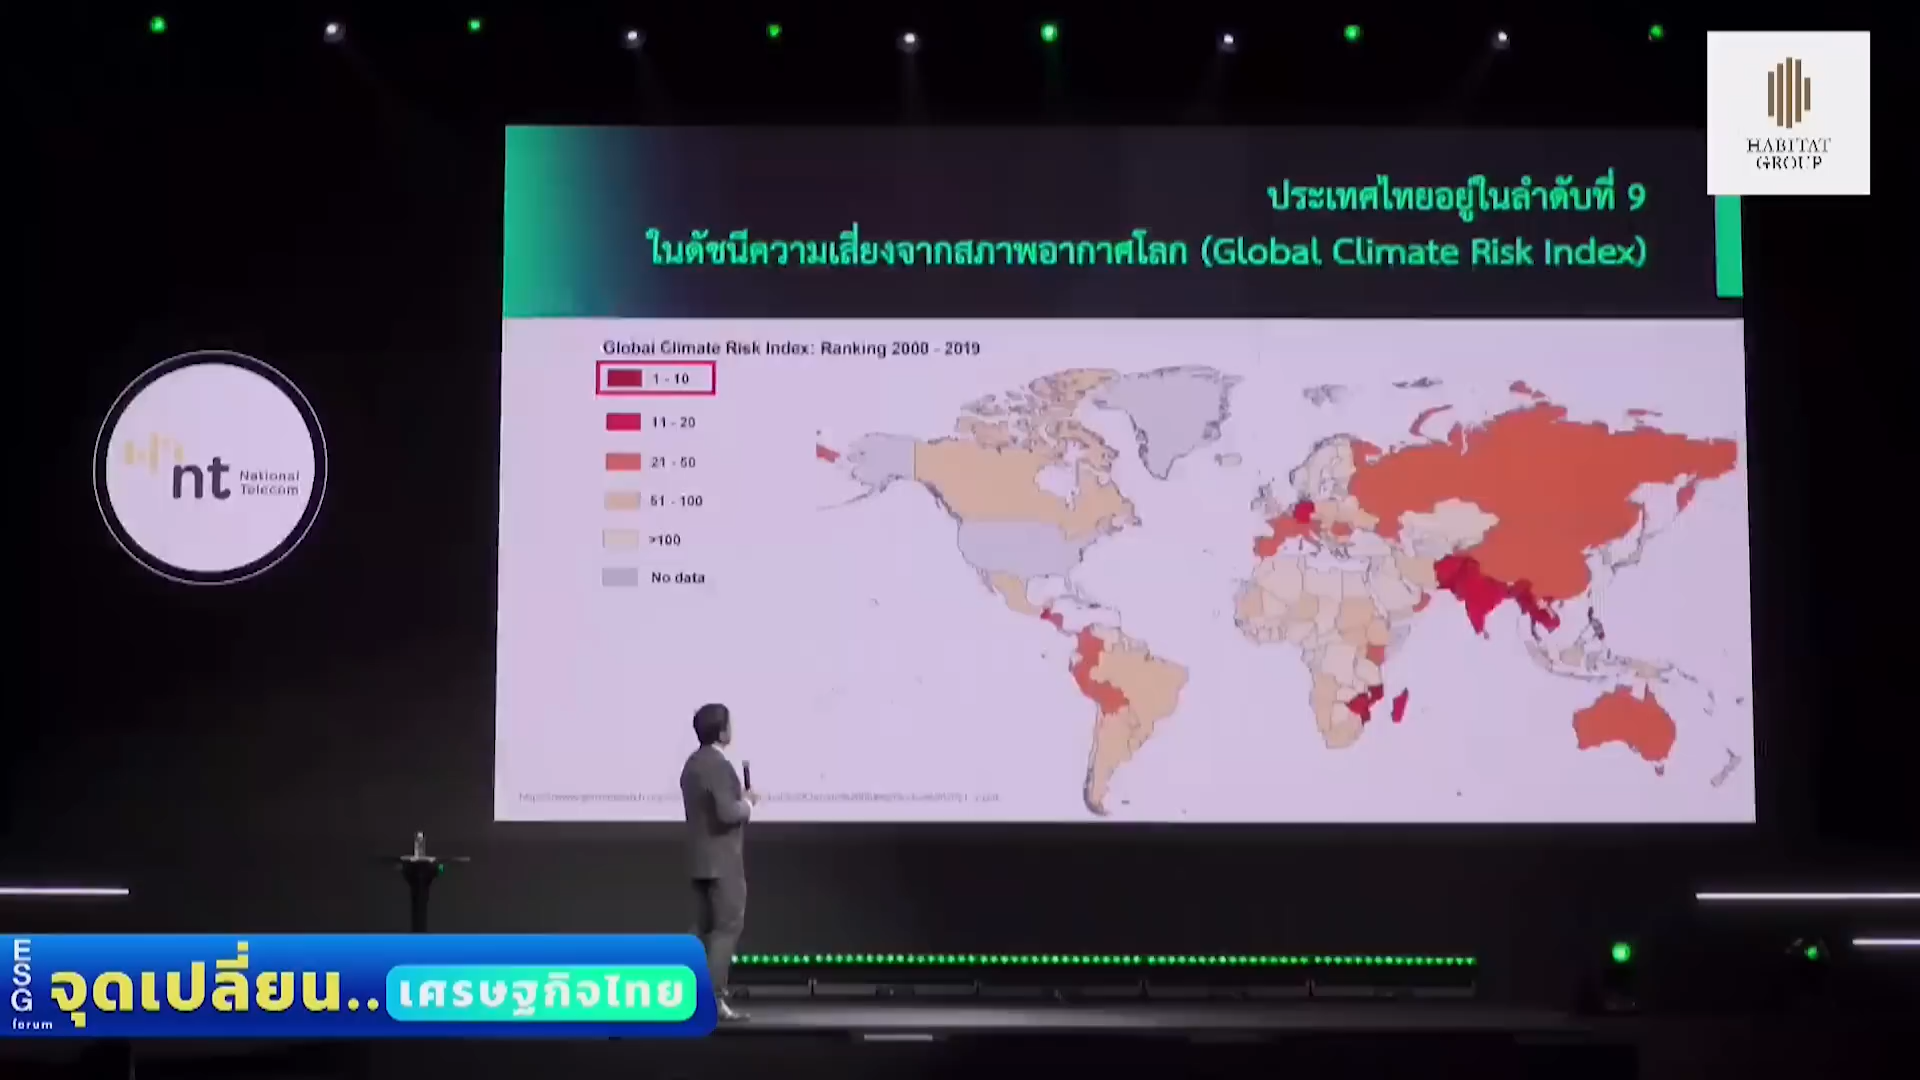 HABITAT
GROUP
ประเทศไทยอยู่ในลำดับที่ 9
ในดัชนีความเสี่ยงจากสภาพอากาศโลก (Global Climate Risk Index)
Global Climate Risk Index: Ranking 2000 - 2019
1 - 10
11 - 20
21 - 50
51 - 100
>100
No data
nt National
Telecom
ESG
forum
จุดเปลี่ยน..
เศรษฐกิจไทย